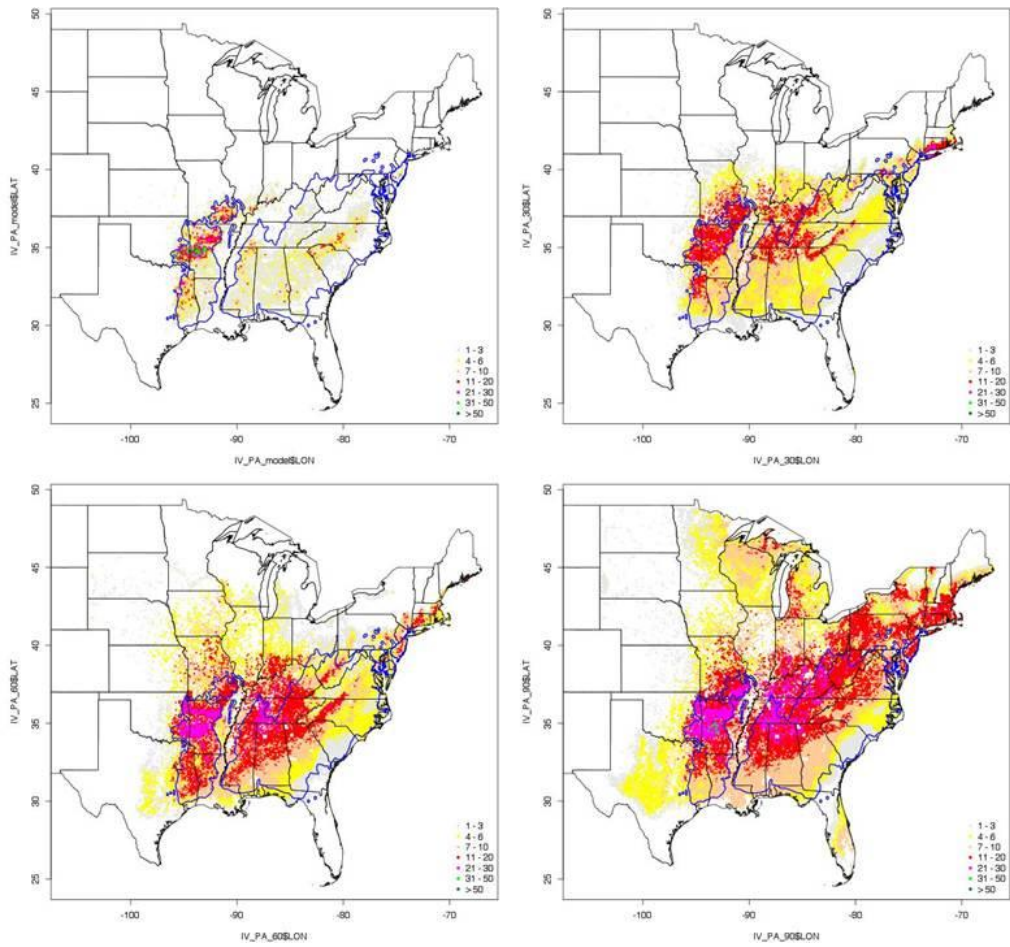 50
45
40
35
30
25
IV_PA_model$LAT
-100
-90
-80
-70
IV_PA_model$LON
1 - 3
4 - 6
7 - 10
11 - 20
21 - 30
31 - 50
> 50
50
45
40
35
30
25
IV_PA_30$LAT
-100
-90
-80
-70
IV_PA_30$LON
1 - 3
4 - 6
7 - 10
11 - 20
21 - 30
31 - 50
> 50
50
45
40
35
30
25
IV_PA_60$LAT
-100
-90
-80
-70
IV_PA_60$LON
1 - 3
4 - 6
7 - 10
11 - 20
21 - 30
31 - 50
> 50
50
45
40
35
30
25
IV_PA_90$LAT
-100
-90
-80
-70
IV_PA_90$LON
1 - 3
4 - 6
7 - 10
11 - 20
21 - 30
31 - 50
> 50